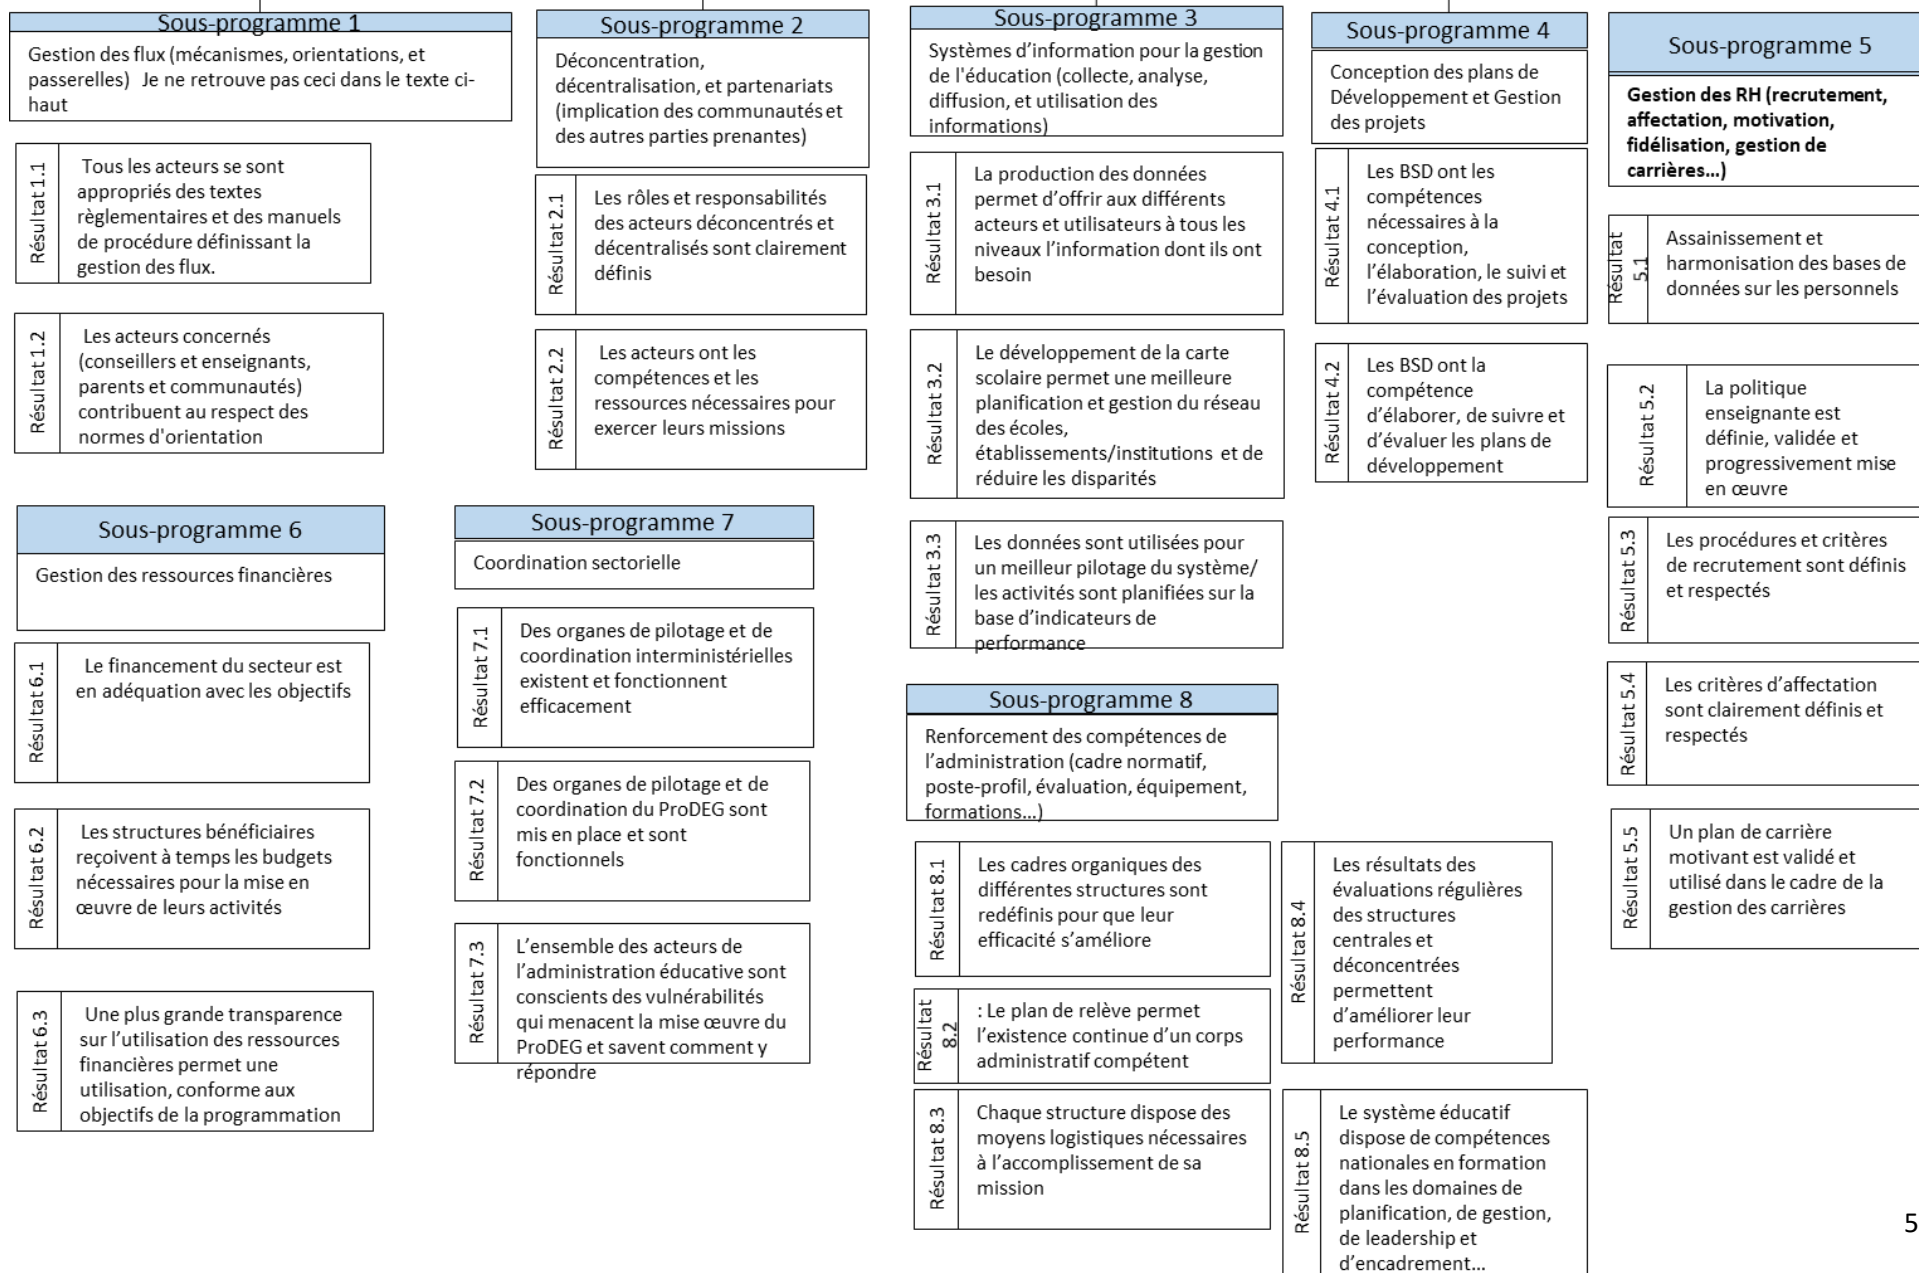 Sous-programme 1
Gestion des flux (mécanismes, orientations, et
passerelles) Je ne retrouve pas ceci dans le texte ci-
haut
Résultat 1.1
Tous les acteurs se sont
appropriés des textes
règlementaires et des manuels
de procédure définissant la
gestion des flux.
Résultat 1.2
Les acteurs concernés
(conseillers et enseignants,
parents et communautés)
contribuent au respect des
normes d'orientation
Sous-programme 2
Déconcentration,
décentralisation, et partenariats
(implication des communautés et
des autres parties prenantes)
Résultat 2.1
Les rôles et responsabilités
des acteurs déconcentrés et
décentralisés sont clairement
définis
Résultat 2.2
Les acteurs ont les
compétences et les
ressources nécessaires pour
exercer leurs missions
Sous-programme 3
Systèmes d’information pour la gestion
de l'éducation (collecte, analyse,
diffusion, et utilisation des
informations)
Résultat 3.1
La production des données
permet d’offrir aux différents
acteurs et utilisateurs à tous les
niveaux l’information dont ils ont
besoin
Résultat 3.2
Le développement de la carte
scolaire permet une meilleure
planification et gestion du réseau
des écoles,
établissements/institutions et de
réduire les disparités
Résultat 3.3
Les données sont utilisées pour
un meilleur pilotage du système/
les activités sont planifiées sur la
base d’indicateurs de
performance
Sous-programme 4
Conception des plans de
Développement et Gestion
des projets
Résultat 4.1
Les BSD ont les
compétences
nécessaires à la
conception,
l’élaboration, le suivi et
l’évaluation des projets
Résultat 4.2
Les BSD ont la
compétence
d’élaborer, de suivre et
d’évaluer les plans de
développement
Sous-programme 5
Gestion des RH (recrutement,
affectation, motivation,
fidélisation, gestion de
carrières...)
Résultat
5.1
Assainissement et
harmonisation des bases de
données sur les personnels
Résultat 5.2
La politique
enseignante est
définie, validée et
progressivement mise
en œuvre
Résultat 5.3
Les procédures et critères
de recrutement sont définis
et respectés
Résultat 5.4
Les critères d’affectation
sont clairement définis et
respectés
Résultat 5.5
Un plan de carrière
motivant est validé et
utilisé dans le cadre de la
gestion des carrières
Sous-programme 6
Gestion des ressources financières
Résultat 6.1
Le financement du secteur est
en adéquation avec les objectifs
Résultat 6.2
Les structures bénéficiaires
reçoivent à temps les budgets
nécessaires pour la mise en
œuvre de leurs activités
Résultat 6.3
Une plus grande transparence
sur l’utilisation des ressources
financières permet une
utilisation, conforme aux
objectifs de la programmation
Sous-programme 7
Coordination sectorielle
Résultat 7.1
Des organes de pilotage et de
coordination interministérielles
existent et fonctionnent
efficacement
Résultat 7.2
Des organes de pilotage et de
coordination du ProDEG sont
mis en place et sont
fonctionnels
Résultat 7.3
L’ensemble des acteurs de
l’administration éducative sont
conscients des vulnérabilités
qui menacent la mise œuvre du
ProDEG et savent comment y
répondre
Sous-programme 8
Renforcement des compétences de
l’administration (cadre normatif,
poste-profil, évaluation, équipement,
formations...)
Résultat 8.1
Les cadres organiques des
différentes structures sont
redéfinis pour que leur
efficacité s’améliore
Résultat
8.2
: Le plan de relève permet
l’existence continue d’un corps
administratif compétent
Résultat 8.3
Chaque structure dispose des
moyens logistiques nécessaires
à l’accomplissement de sa
mission
Résultat 8.4
Les résultats des
évaluations régulières
des structures
centrales et
déconcentrées
permettent
d’améliorer leur
performance
Résultat 8.5
Le système éducatif
dispose de compétences
nationales en formation
dans les domaines de
planification, de gestion,
de leadership et
d’encadrement...
5